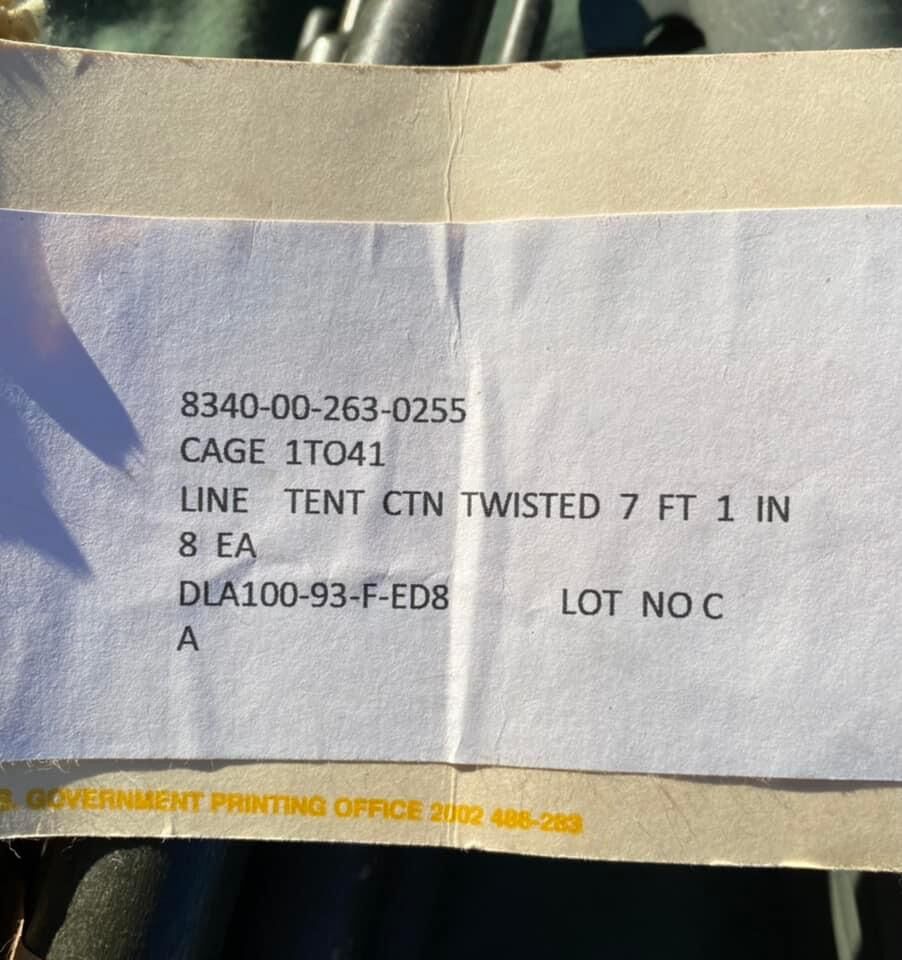 8340-00-263-0255
CAGE 1TO41
LINE TENT CTN TWISTED 7 FT 1 IN
8 EA
DLA100-93-F-ED8 LOT NO C
A
S. GOVERNMENT PRINTING OFFICE 2002 488-283